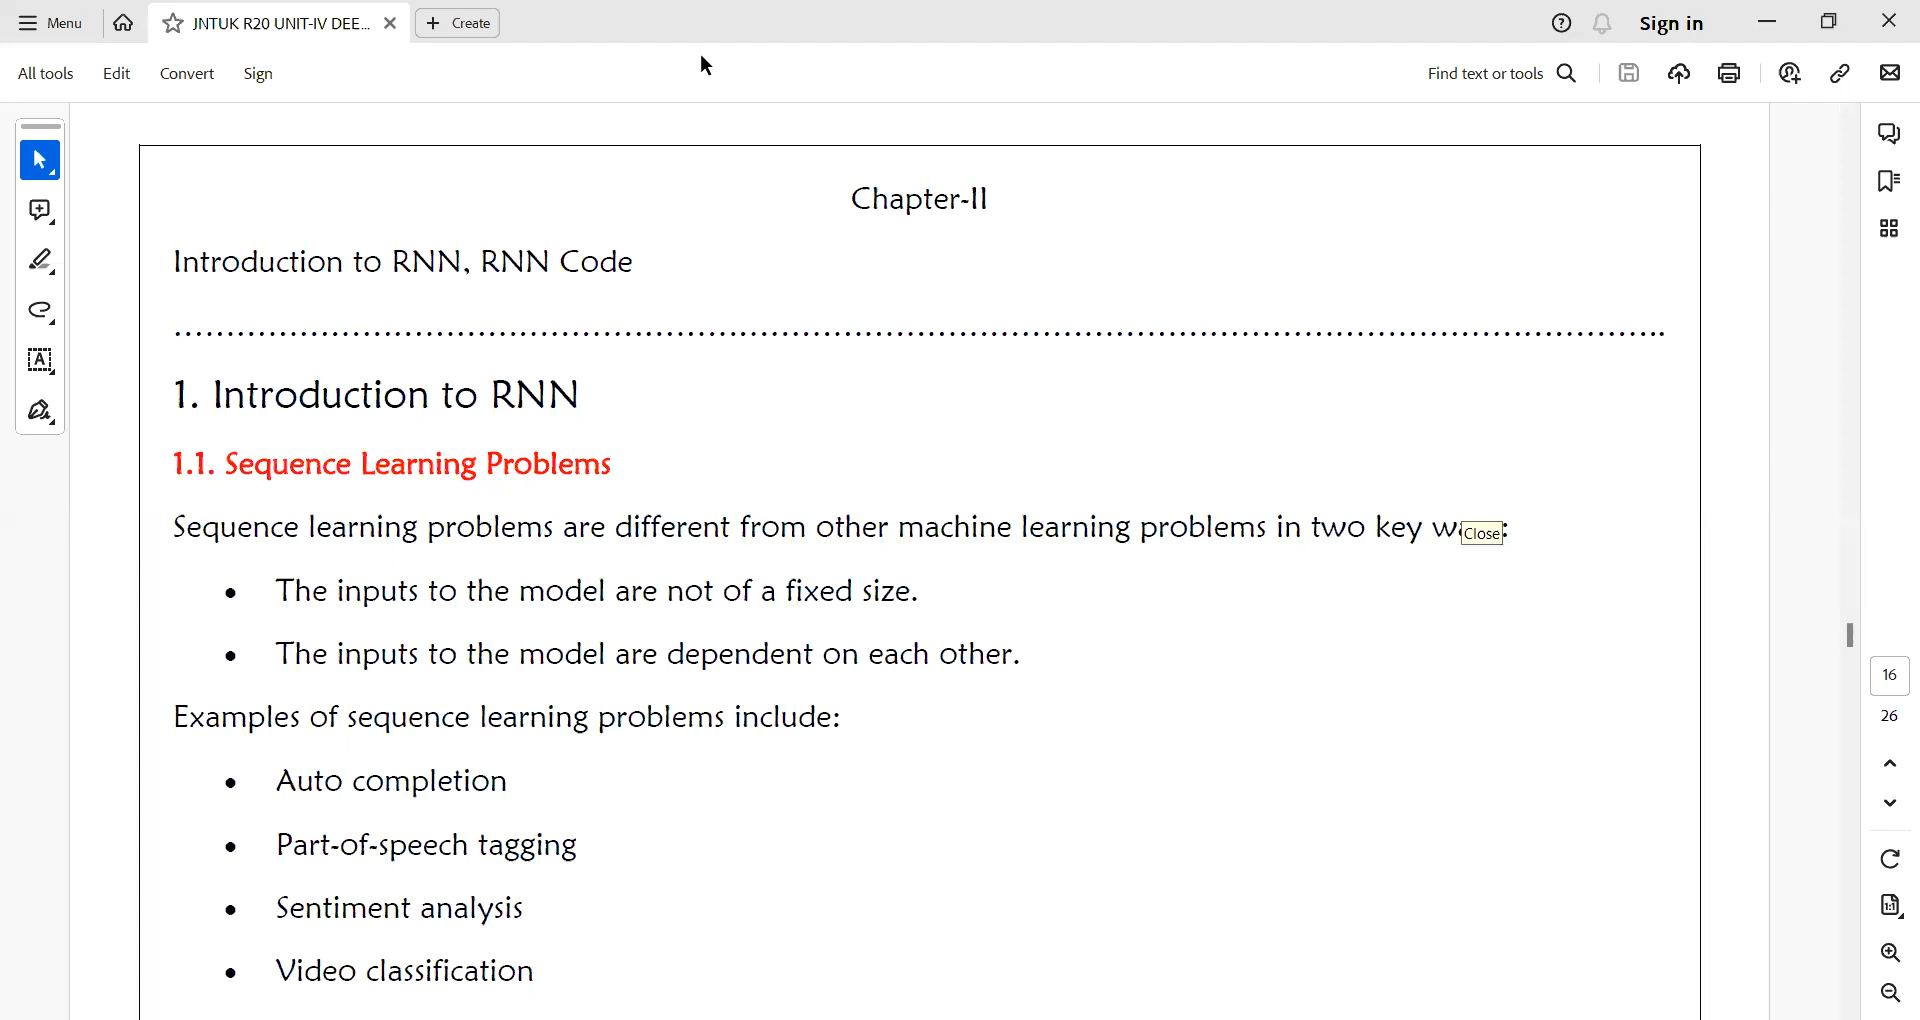 Menu
JNTUK R20 UNIT-IV DEE...
Create
Sign in
All tools
Edit
Convert
Sign
Find text or tools
Chapter-II
Introduction to RNN, RNN Code
1. Introduction to RNN
1.1. Sequence Learning Problems
Sequence learning problems are different from other machine learning problems in two key
Close
• The inputs to the model are not of a fixed size.
• The inputs to the model are dependent on each other.
Examples of sequence learning problems include:
• Auto completion
• Part-of-speech tagging
• Sentiment analysis
• Video classification
16
26